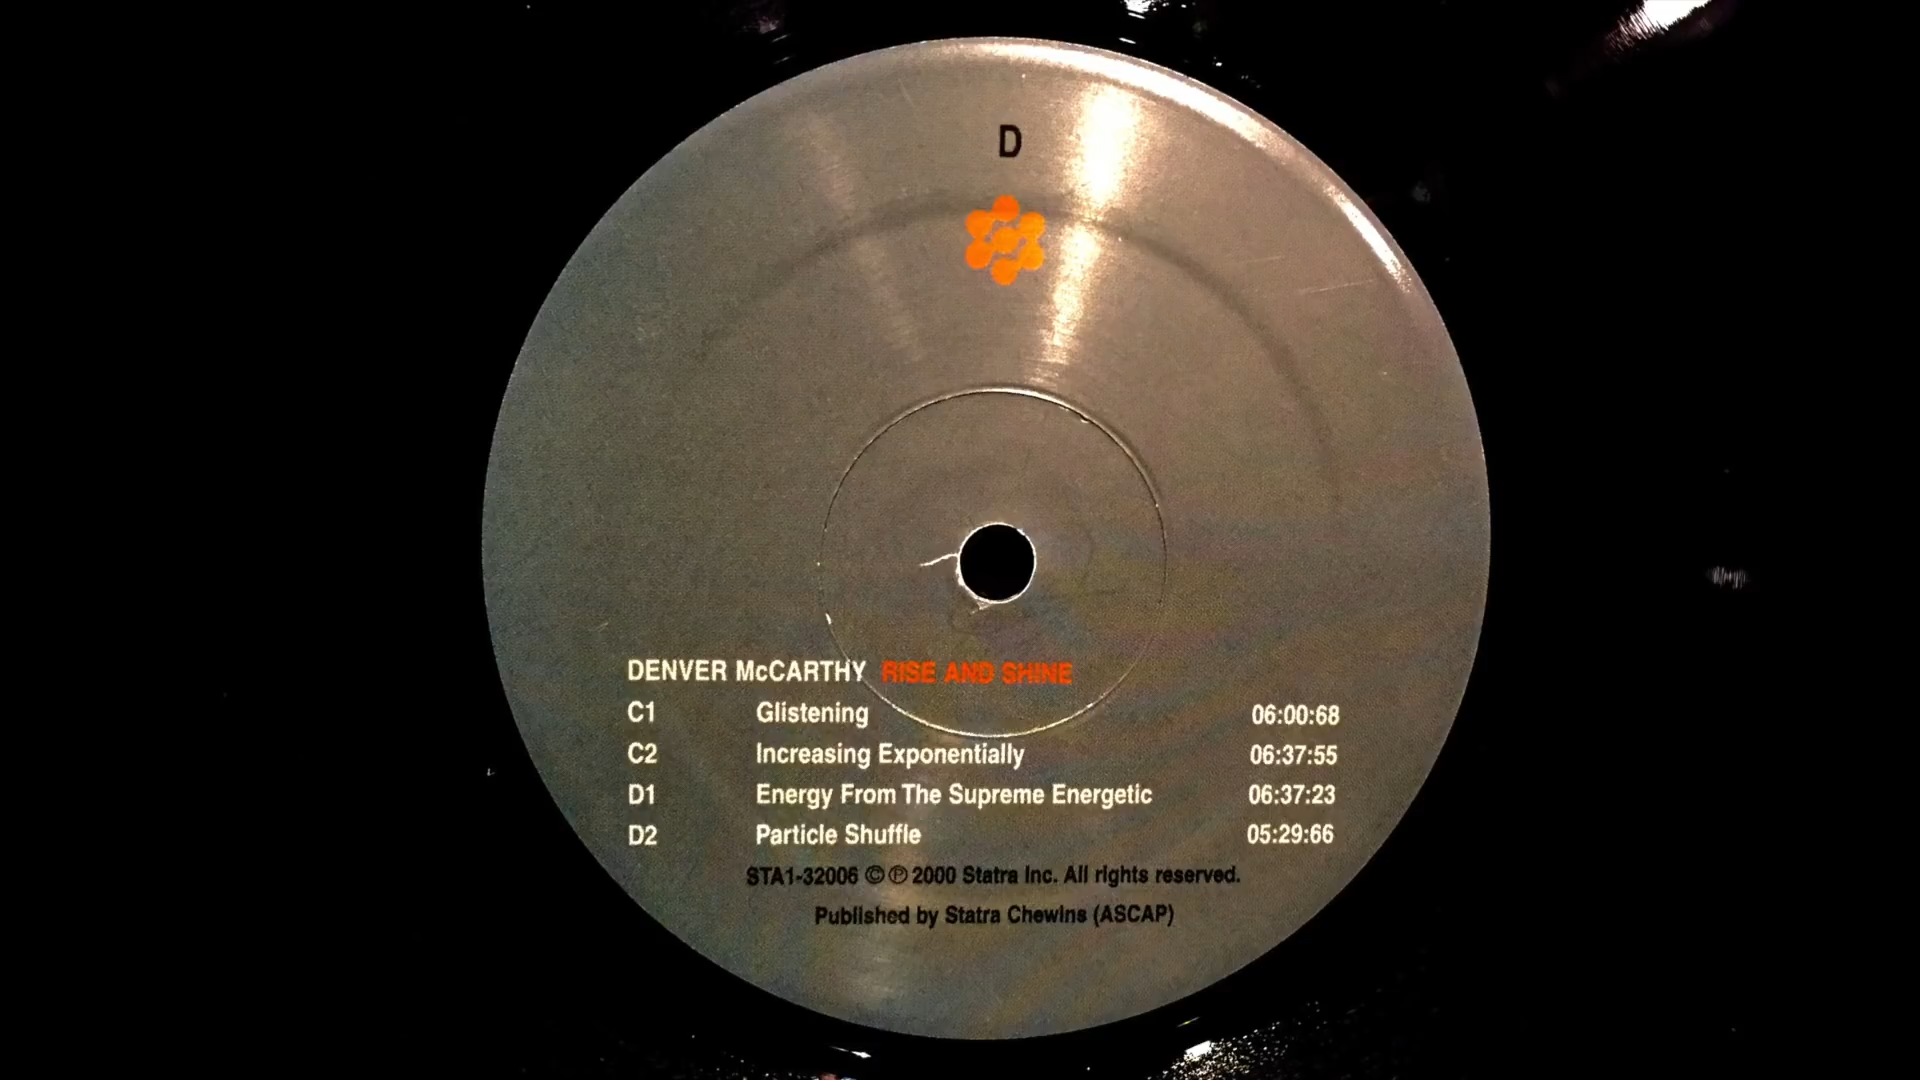 D
DENVER McCARTHY RISE AND SHINE
C1 Glistening 06:00:68
C2 Increasing Exponentially 06:37:55
D1 Energy From The Supreme Energetic 06:37:23
D2 Particle Shuffle 05:29:66
STA1-32006 ©℗ 2000 Statra Inc. All rights reserved.
Published by Statra Chewins (ASCAP)